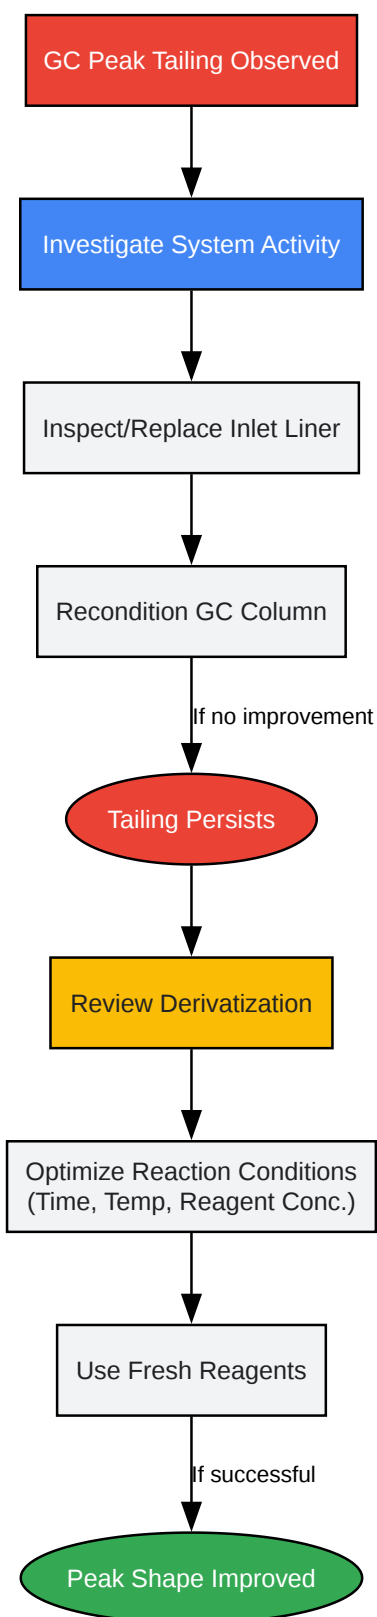 GC Peak Tailing Observed
Investigate System Activity
Inspect/Replace Inlet Liner
Recondition GC Column
If no improvement
Tailing Persists
Review Derivatization
Optimize Reaction Conditions
(Time, Temp, Reagent Conc.)
Use Fresh Reagents
If successful
Peak Shape Improved